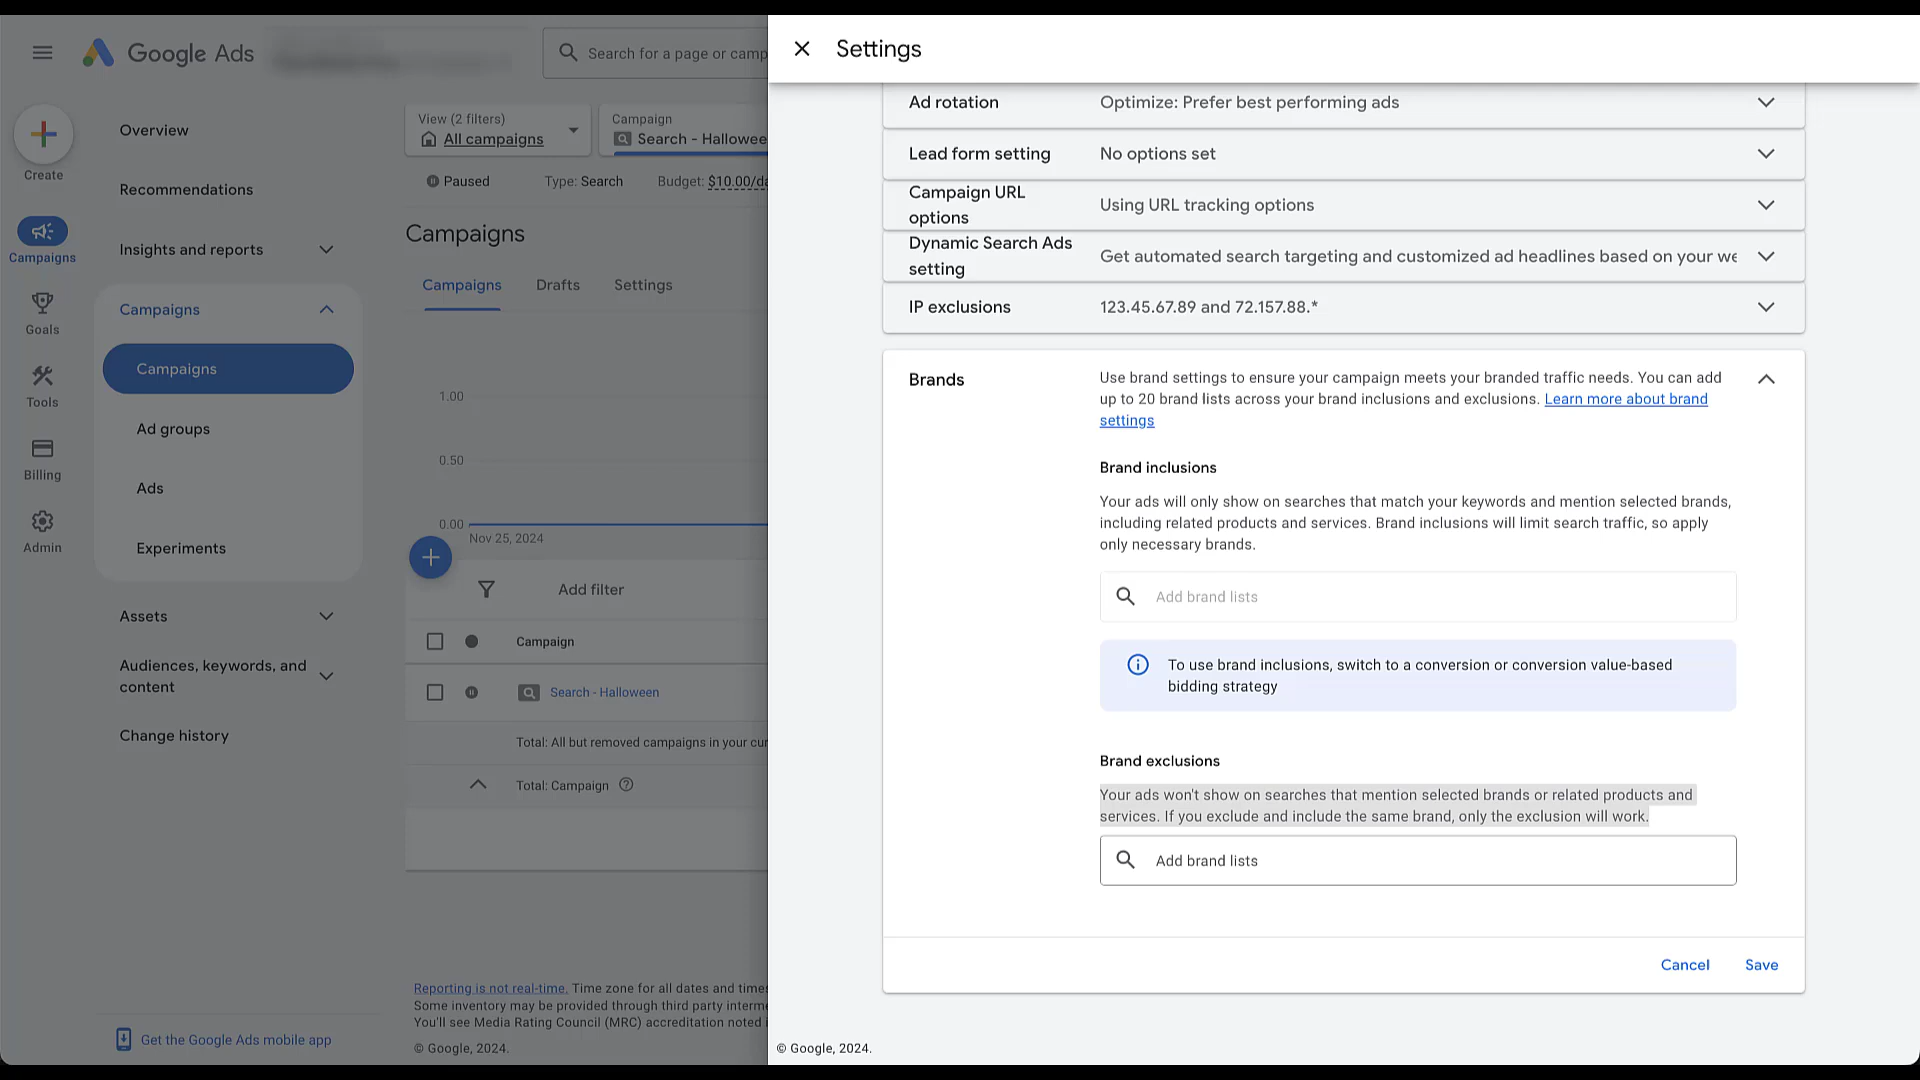 Google Ads
Search for a page or camp
Create
Campaigns
Goals
Tools
Billing
Admin
Overview
Recommendations
Insights and reports
Campaigns
Campaigns
Ad groups
Ads
Experiments
Assets
Audiences, keywords, and
content
Change history
Get the Google Ads mobile app
View (2 filters)
All campaigns
Campaign
Search - Hallowee
Paused
Type: Search
Budget: $10.00/da
Campaigns
Campaigns
Drafts
Settings
1.00
0.50
0.00
Nov 25, 2024
Add filter
Campaign
Search - Halloween
Total: All but removed campaigns in your cur
Total: Campaign
Reporting is not real-time. Time zone for all dates and times
Some inventory may be provided through third party interme
You'll see Media Rating Council (MRC) accreditation noted i
© Google, 2024.
Settings
Ad rotation
Optimize: Prefer best performing ads
Lead form setting
No options set
Campaign URL
options
Using URL tracking options
Dynamic Search Ads
setting
Get automated search targeting and customized ad headlines based on your we
IP exclusions
123.45.67.89 and 72.157.88.*
Brands
Use brand settings to ensure your campaign meets your branded traffic needs. You can add
up to 20 brand lists across your brand inclusions and exclusions. Learn more about brand
settings
Brand inclusions
Your ads will only show on searches that match your keywords and mention selected brands,
including related products and services. Brand inclusions will limit search traffic, so apply
only necessary brands.
Add brand lists
To use brand inclusions, switch to a conversion or conversion value-based
bidding strategy
Brand exclusions
Your ads won't show on searches that mention selected brands or related products and
services. If you exclude and include the same brand, only the exclusion will work.
Add brand lists
Cancel
Save
© Google, 2024.